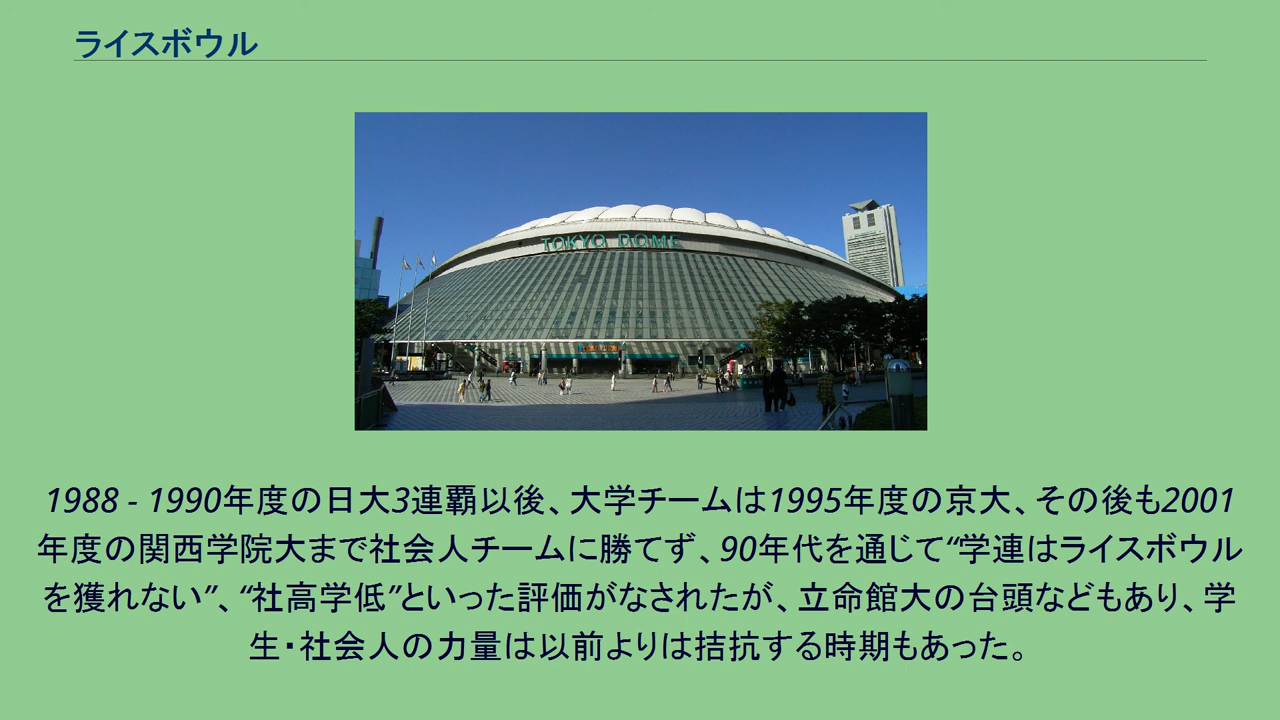 ライスボウル
TOKYO DOME
1988 - 1990年度の日大3連覇以後、大学チームは1995年度の京大、その後も2001
年度の関西学院大まで社会人チームに勝てず、90年代を通じて“学連はライスボウル
を獲れない”、“社高学低”といった評価がなされたが、立命館大の台頭などもあり、学
生・社会人の力量は以前よりは拮抗する時期もあった。